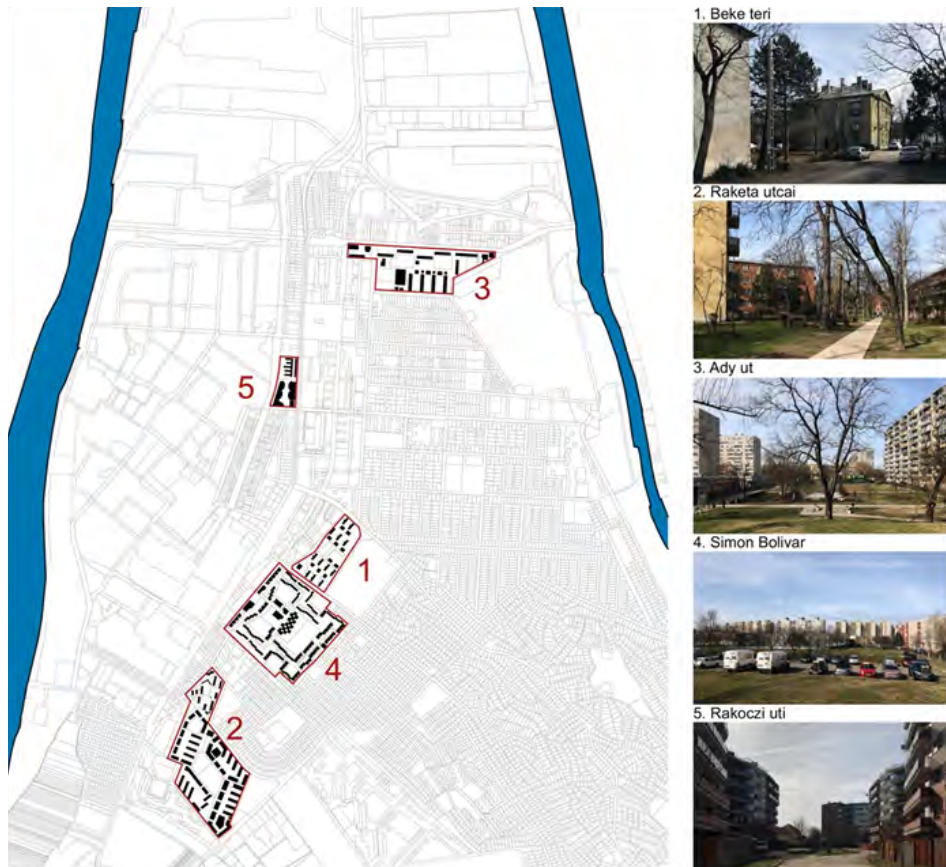 1. Beke teri
2. Raketa utcai
3. Ady ut
4. Simon Bolivar
5. Rakoczi uti
3
5
1
4
2